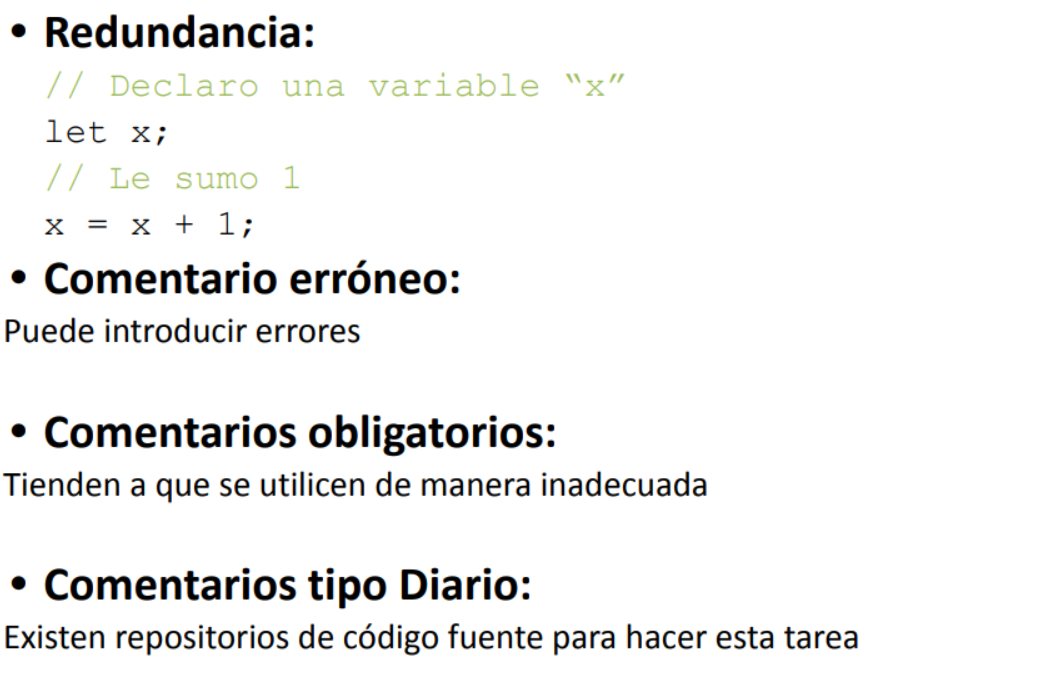 • Redundancia:
// Declaro una variable “x”
let x;
// Le sumo 1
x = x + 1;
• Comentario erróneo:
Puede introducir errores
• Comentarios obligatorios:
Tienden a que se utilicen de manera inadecuada
• Comentarios tipo Diario:
Existen repositorios de código fuente para hacer esta tarea